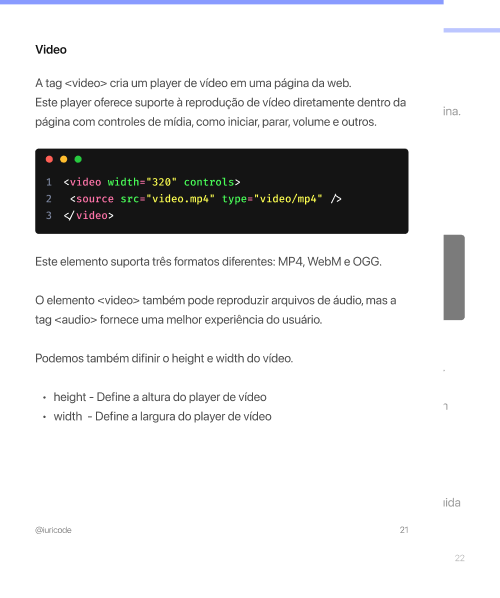 Video
A tag <video> cria um player de vídeo em uma página da web.
Este player oferece suporte à reprodução de vídeo diretamente dentro da
página com controles de mídia, como iniciar, parar, volume e outros.
1 <video width="320" controls>
2 <source src="video.mp4" type="video/mp4" />
3 </video>
Este elemento suporta três formatos diferentes: MP4, WebM e OGG.
O elemento <video> também pode reproduzir arquivos de áudio, mas a
tag <audio> fornece uma melhor experiência do usuário.
Podemos também difinir o height e width do vídeo.
• height - Define a altura do player de vídeo
• width - Define a largura do player de vídeo
@iuricode
21
ina.
22